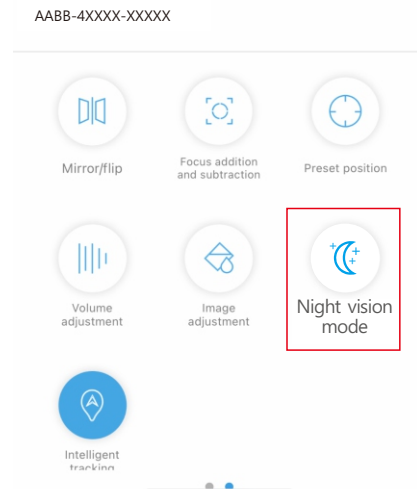 AABB-4XXXX-XXXXX
Mirror/flip
Focus addition
and subtraction
Preset position
Volume
adjustment
Image
adjustment
Night vision
mode
Intelligent
tracking